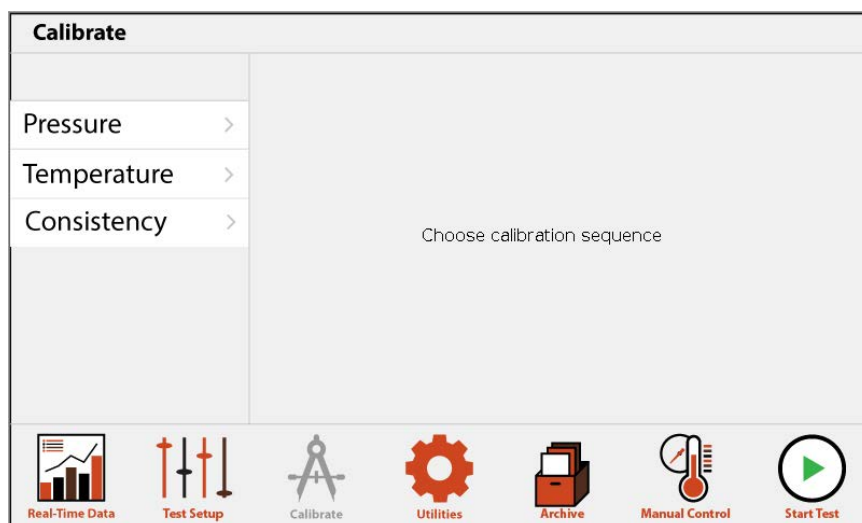 Calibrate
Pressure
Temperature
Consistency
Choose calibration sequence
Real-Time Data
Test Setup
Calibrate
Utilities
Archive
Manual Control
Start Test